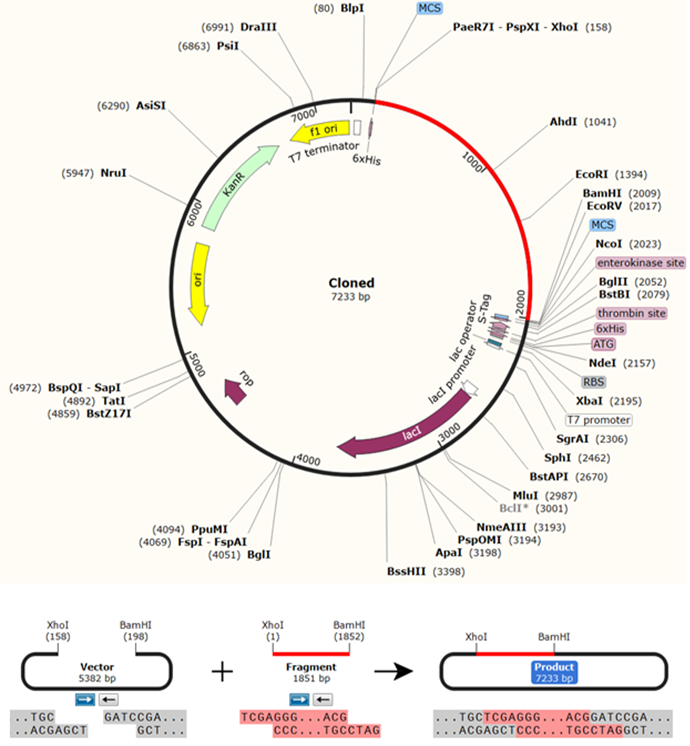 (80) BlpI
MCS
PaeR7I - PspXI - XhoI (158)
(6991) DraIII
(6863) PsiI
(6290) AsiSI
(5947) NruI
AhdI (1041)
EcoRI (1394)
BamHI (2009)
EcoRV (2017)
MCS
NcoI (2023)
enterokinase site
BglII (2052)
BstBI (2079)
thrombin site
6xHis
ATG
NdeI (2157)
RBS
XbaI (2195)
T7 promoter
SgrAI (2306)
SphI (2462)
BstAPI (2670)
MluI (2987)
BclI* (3001)
NmeAIII (3193)
PspOMI (3194)
ApaI (3198)
BssHII (3398)
(4051) BglI
(4069) FspI - FspAI
(4094) PpuMI
(4859) BstZ17I
(4892) TatI
(4972) BspQI - SapI
7000
1000
2000
3000
4000
5000
6000
f1 ori
T7 terminator
6xHis
KanR
ori
rop
lacI
lacI promoter
lac operator
S-Tag
Cloned
7233 bp
XhoI
(158)
BamHI
(198)
Vector
5382 bp
..TGC GATCCGA...
..ACGAGCT GCT...
+
XhoI
(1)
BamHI
(1852)
Fragment
1851 bp
TCGAGGG...ACG
CCC...TGCCTAG
XhoI
BamHI
Product
7233 bp
...TGCTCGAGGG...ACGGATCCGA...
...ACGAGCTCCC...TGCCTAGGCT...